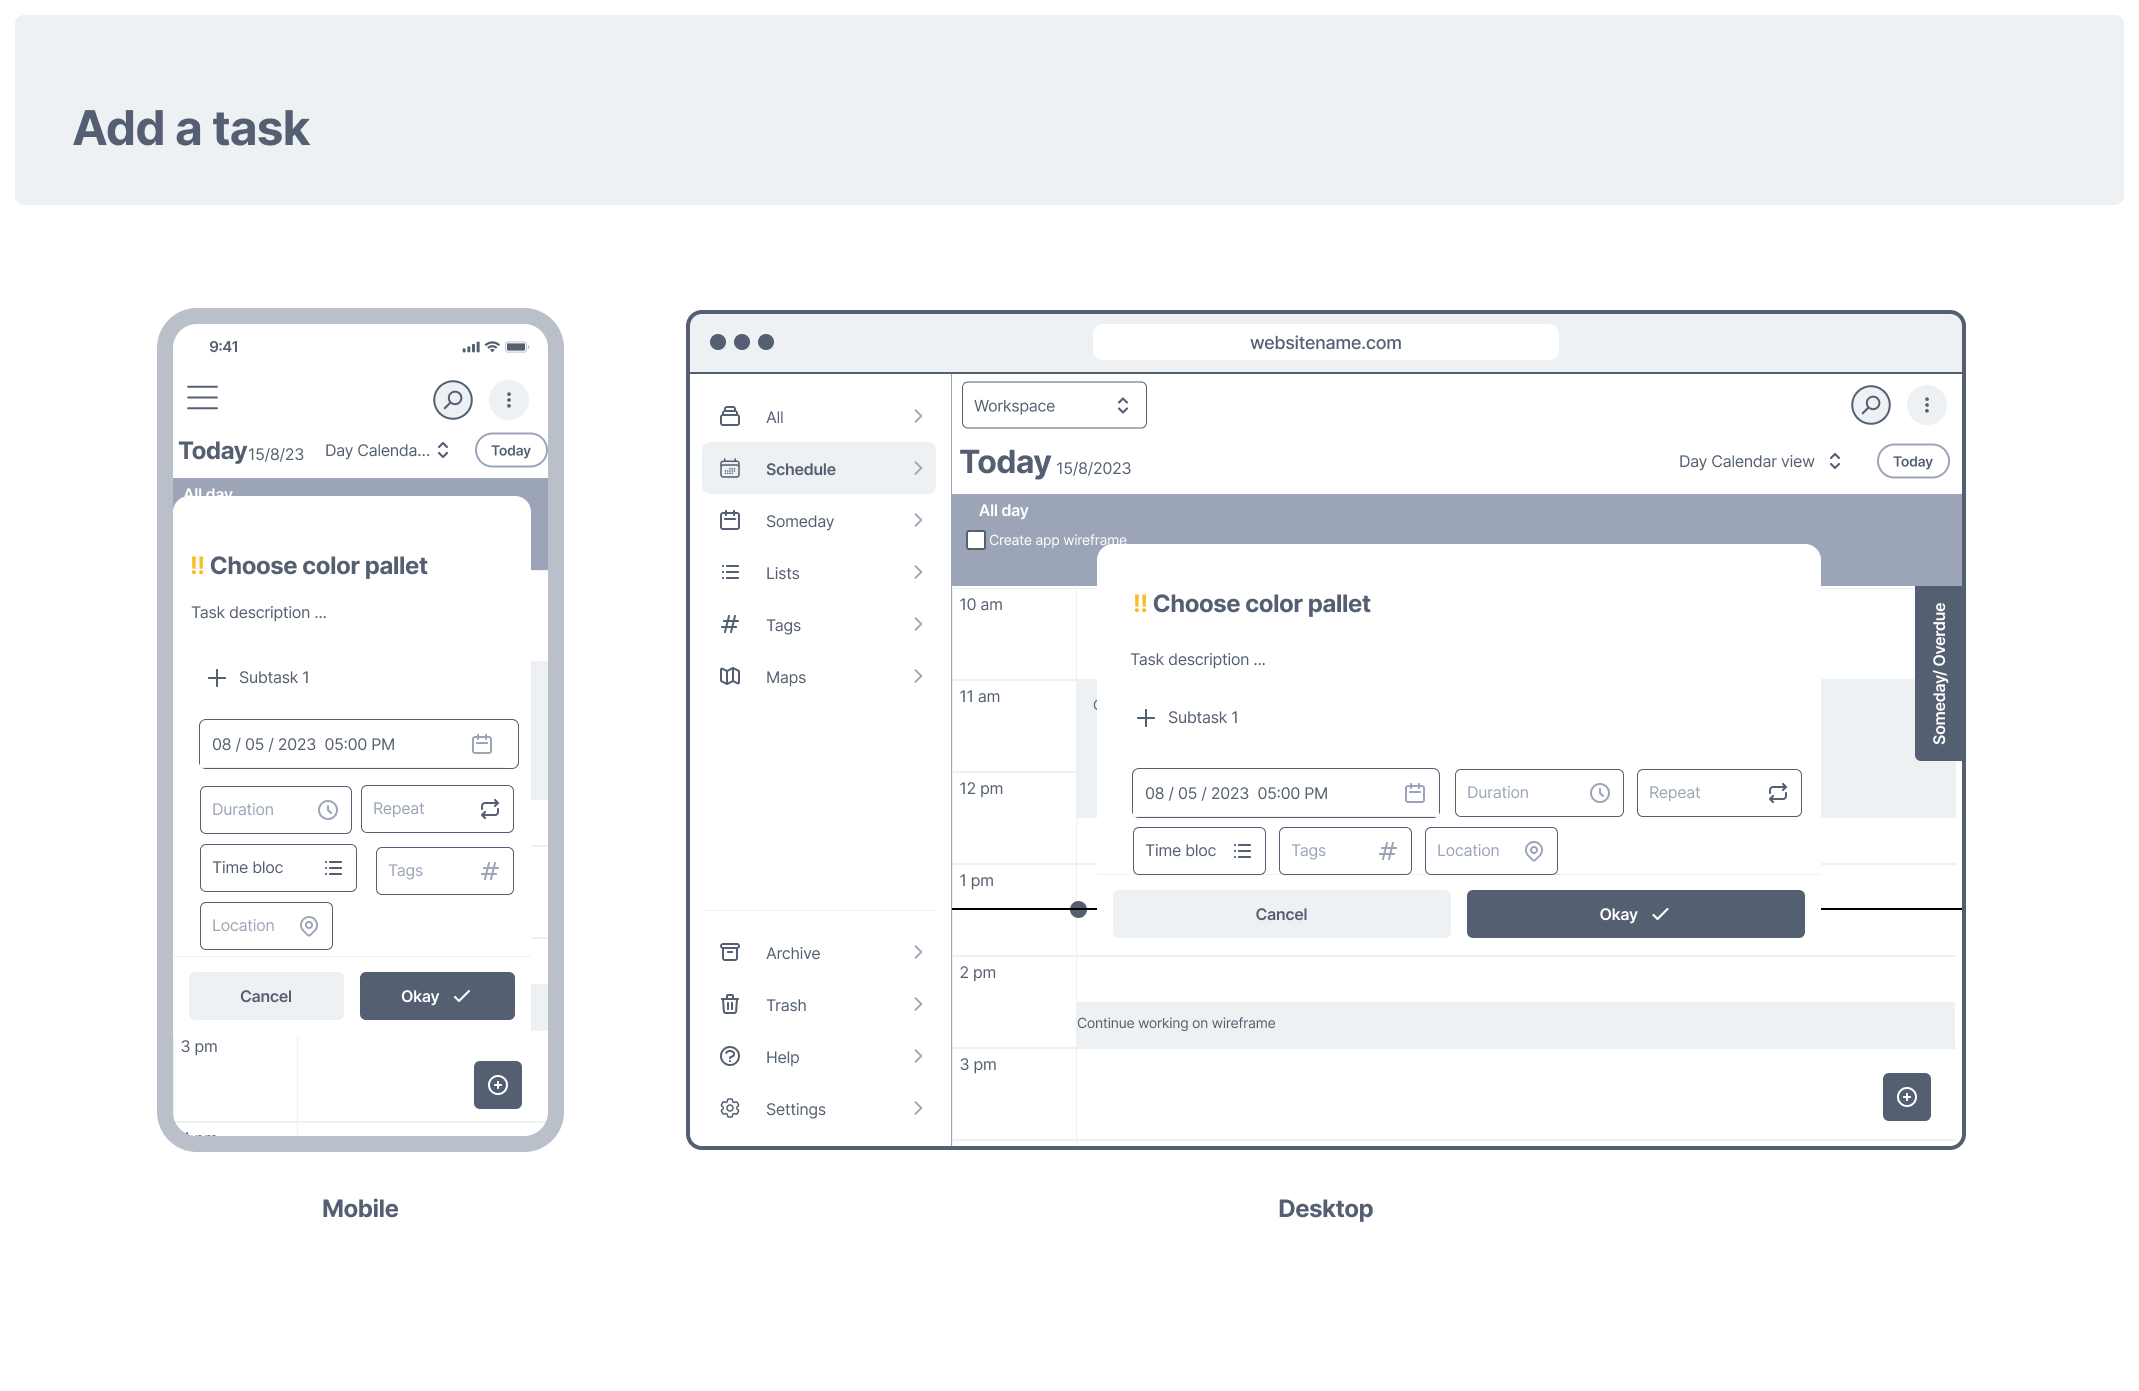 Add a task
9:41
Today 15/8/23 Day Calenda... Today
All day
!! Choose color pallet
Task description ...
Subtask 1
08 / 05 / 2023 05:00 PM
Duration Repeat
Time bloc Tags
Location
Cancel Okay
3 pm
Mobile
websitename.com
All
Schedule
Someday
Lists
Tags
Maps
Archive
Trash
Help
Settings
Workspace
Today 15/8/2023 Day Calendar view Today
All day
Create app wireframe
10 am
11 am
12 pm
1 pm
2 pm
3 pm
Someday/ Overdue
!! Choose color pallet
Task description ...
Subtask 1
08 / 05 / 2023 05:00 PM Duration Repeat
Time bloc Tags Location
Cancel Okay
Continue working on wireframe
Desktop